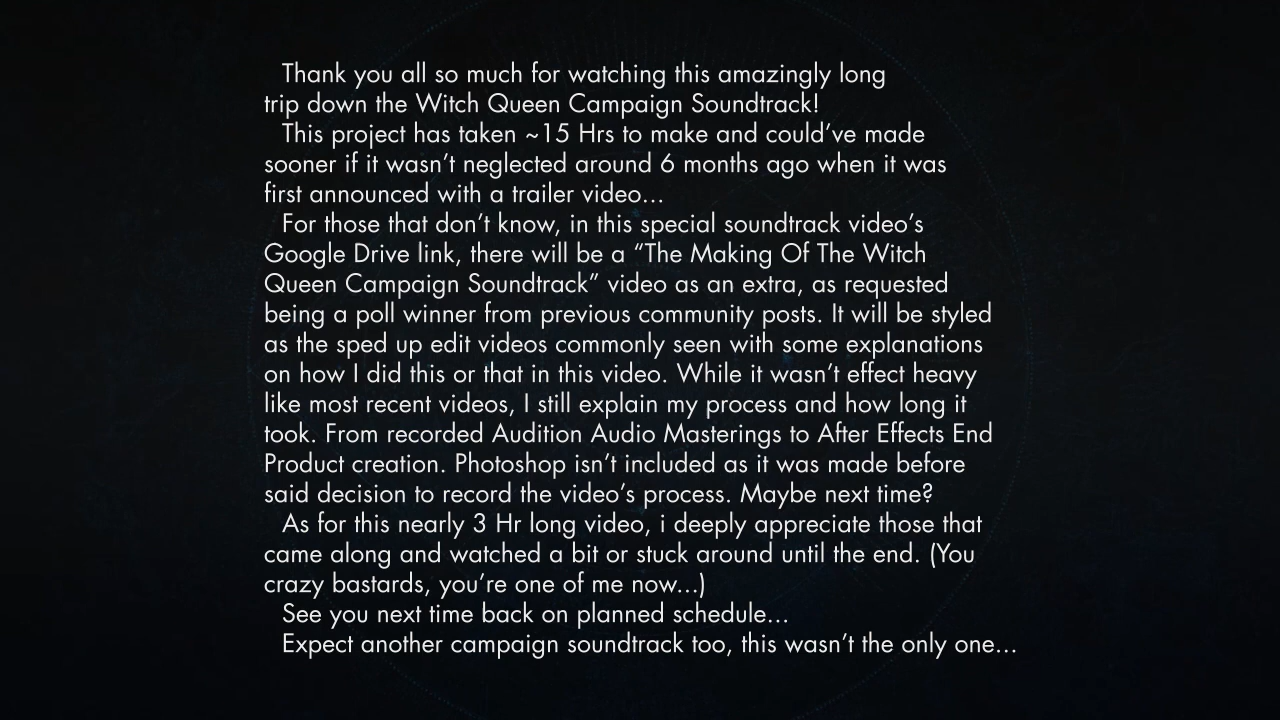 Thank you all so much for watching this amazingly long
trip down the Witch Queen Campaign Soundtrack!
This project has taken ~15 Hrs to make and could’ve made
sooner if it wasn’t neglected around 6 months ago when it was
first announced with a trailer video...
For those that don’t know, in this special soundtrack video’s
Google Drive link, there will be a “The Making Of The Witch
Queen Campaign Soundtrack” video as an extra, as requested
being a poll winner from previous community posts. It will be styled
as the sped up edit videos commonly seen with some explanations
on how I did this or that in this video. While it wasn’t effect heavy
like most recent videos, I still explain my process and how long it
took. From recorded Audition Audio Masterings to After Effects End
Product creation. Photoshop isn’t included as it was made before
said decision to record the video’s process. Maybe next time?
As for this nearly 3 Hr long video, i deeply appreciate those that
came along and watched a bit or stuck around until the end. (You
crazy bastards, you’re one of me now...)
See you next time back on planned schedule...
Expect another campaign soundtrack too, this wasn’t the only one...